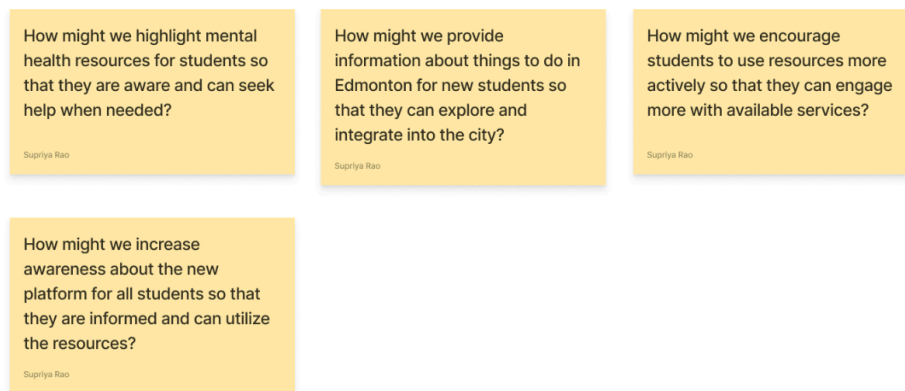 How might we highlight mental
health resources for students so
that they are aware and can seek
help when needed?
Supriya Rao
How might we provide
information about things to do in
Edmonton for new students so
that they can explore and
integrate into the city?
Supriya Rao
How might we encourage
students to use resources more
actively so that they can engage
more with available services?
Supriya Rao
How might we increase
awareness about the new
platform for all students so that
they are informed and can utilize
the resources?
Supriya Rao